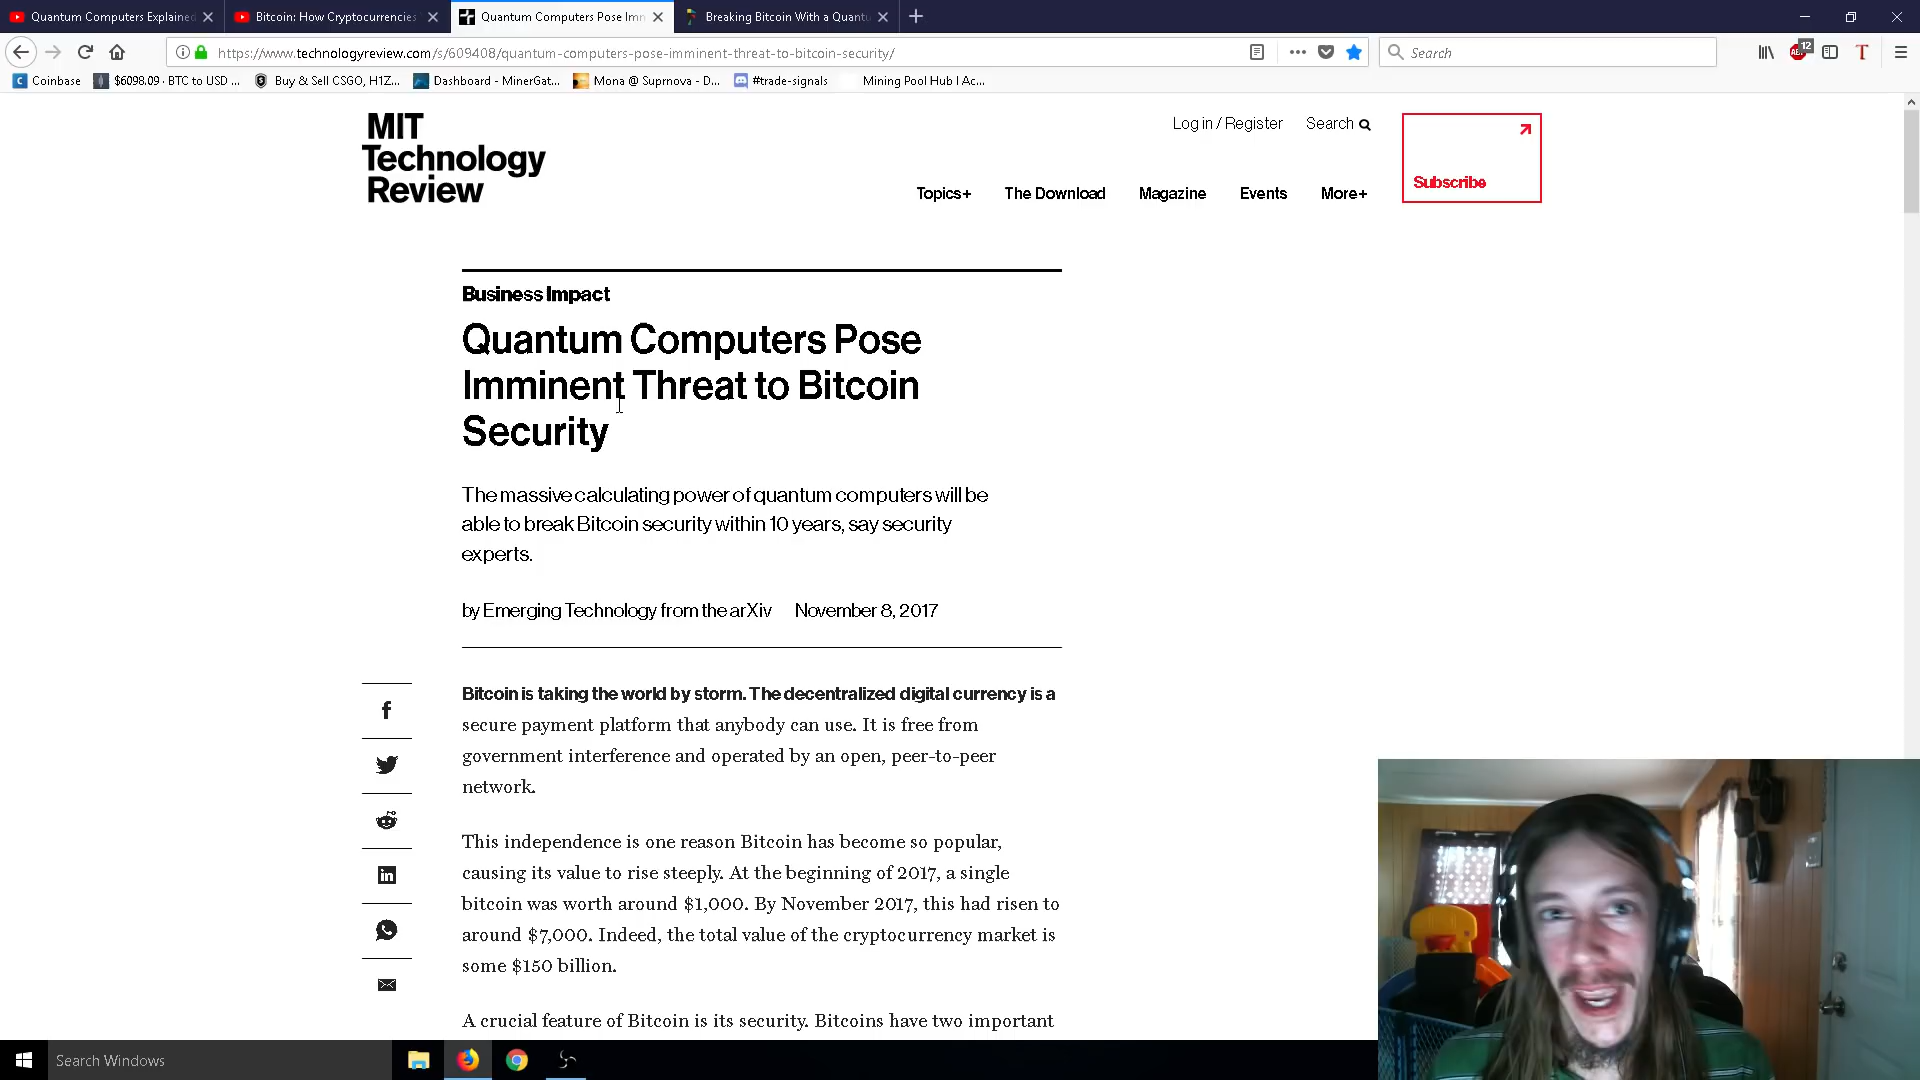 Quantum Computers Explained
Bitcoin: How Cryptocurrencies
Quantum Computers Pose Imm
Breaking Bitcoin With a Quantu
https://www.technologyreview.com/s/609408/quantum-computers-pose-imminent-threat-to-bitcoin-security/
Search
12
Coinbase
$6098.09 · BTC to USD ...
Buy & Sell CSGO, H1Z...
Dashboard - MinerGat...
Mona @ Suprnova - D...
#trade-signals
Mining Pool Hub | Ac...
MIT
Technology
Review
Log in / Register
Search
Subscribe
Topics+
The Download
Magazine
Events
More+
Business Impact
Quantum Computers Pose
Imminent Threat to Bitcoin
Security
The massive calculating power of quantum computers will be
able to break Bitcoin security within 10 years, say security
experts.
by Emerging Technology from the arXiv November 8, 2017
Bitcoin is taking the world by storm. The decentralized digital currency is a
secure payment platform that anybody can use. It is free from
government interference and operated by an open, peer-to-peer
network.
This independence is one reason Bitcoin has become so popular,
causing its value to rise steeply. At the beginning of 2017, a single
bitcoin was worth around $1,000. By November 2017, this had risen to
around $7,000. Indeed, the total value of the cryptocurrency market is
some $150 billion.
A crucial feature of Bitcoin is its security. Bitcoins have two important
Search Windows